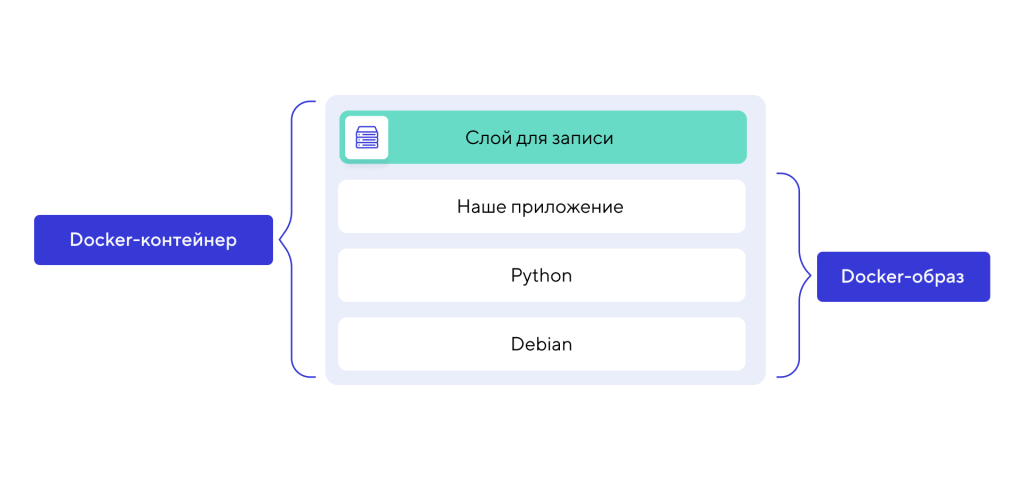 Слой для записи
Наше приложение
Docker-контейнер
Python
Docker-образ
Debian